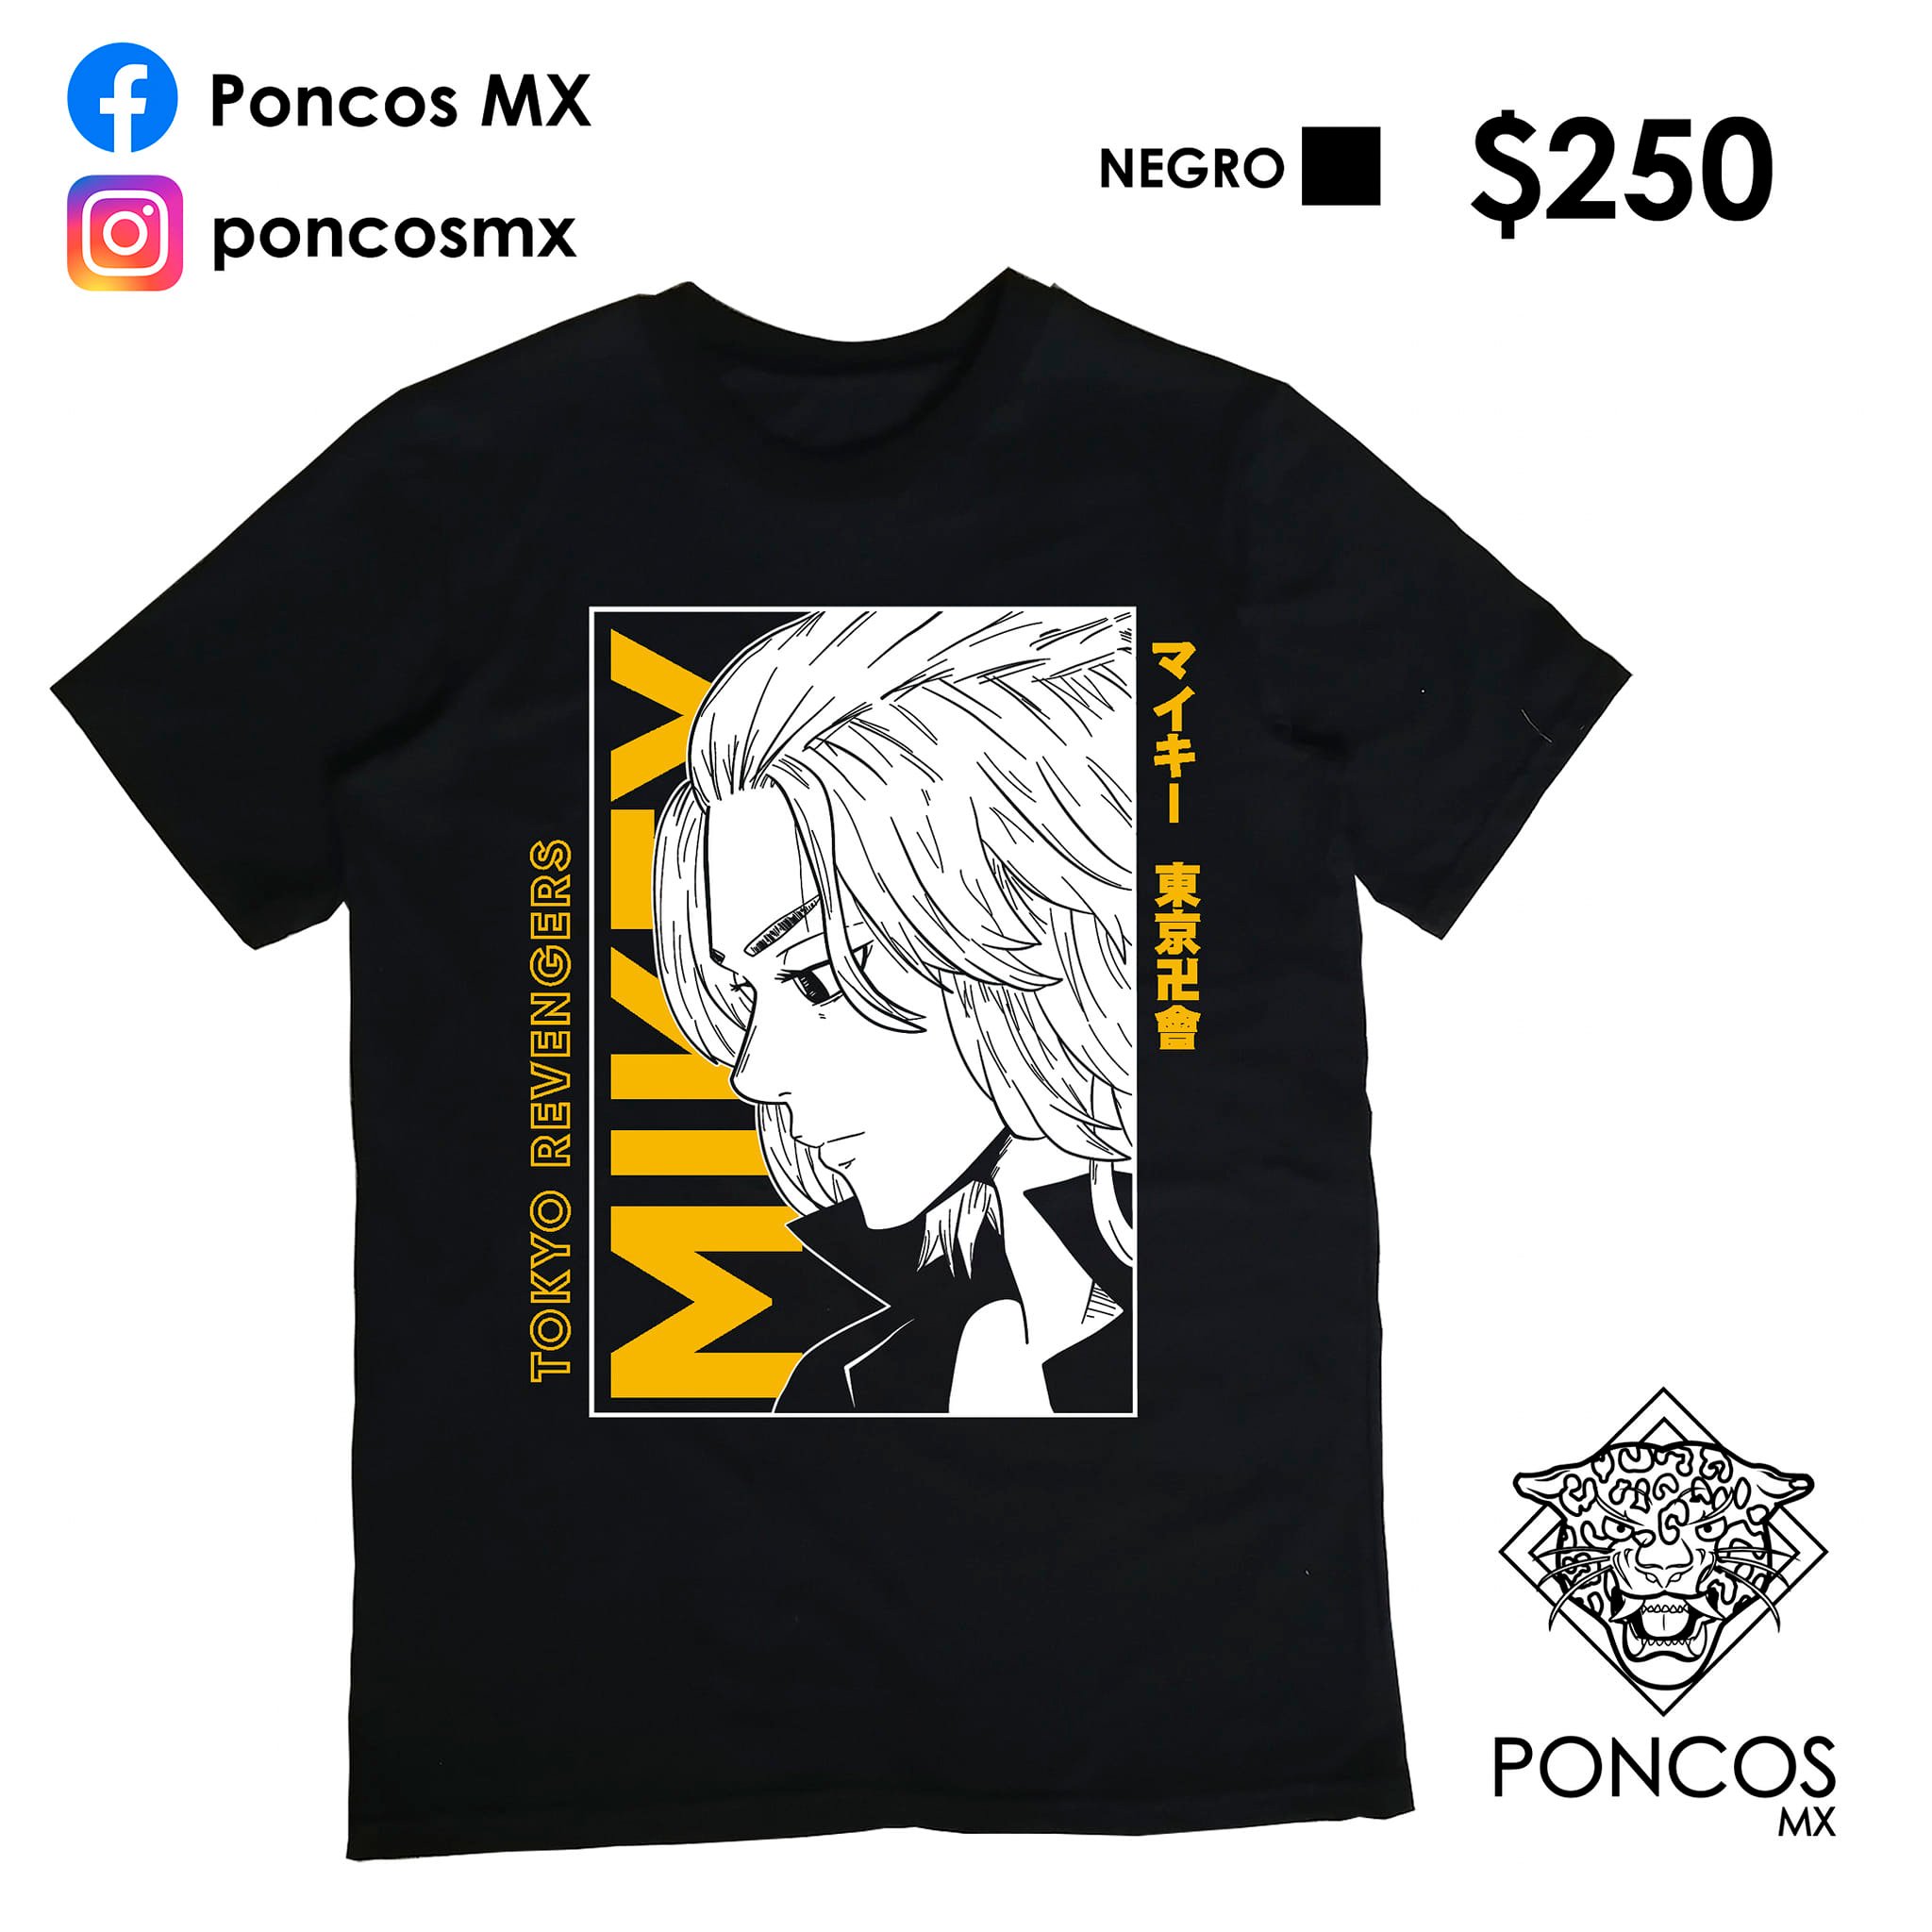 Poncos MX
poncosmx
NEGRO
$250
TOKYO REVENGERS
MIKEY
マイキー 東京卍會
PONCOS
MX